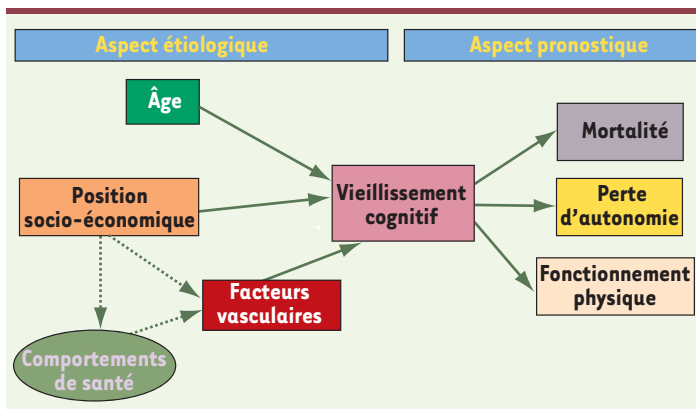 Aspect étiologique
Aspect pronostique
Âge
Mortalité
Position
socio-économique
Vieillissement
cognitif
Perte
d'autonomie
Facteurs
vasculaires
Fonctionnement
physique
Comportements
de santé